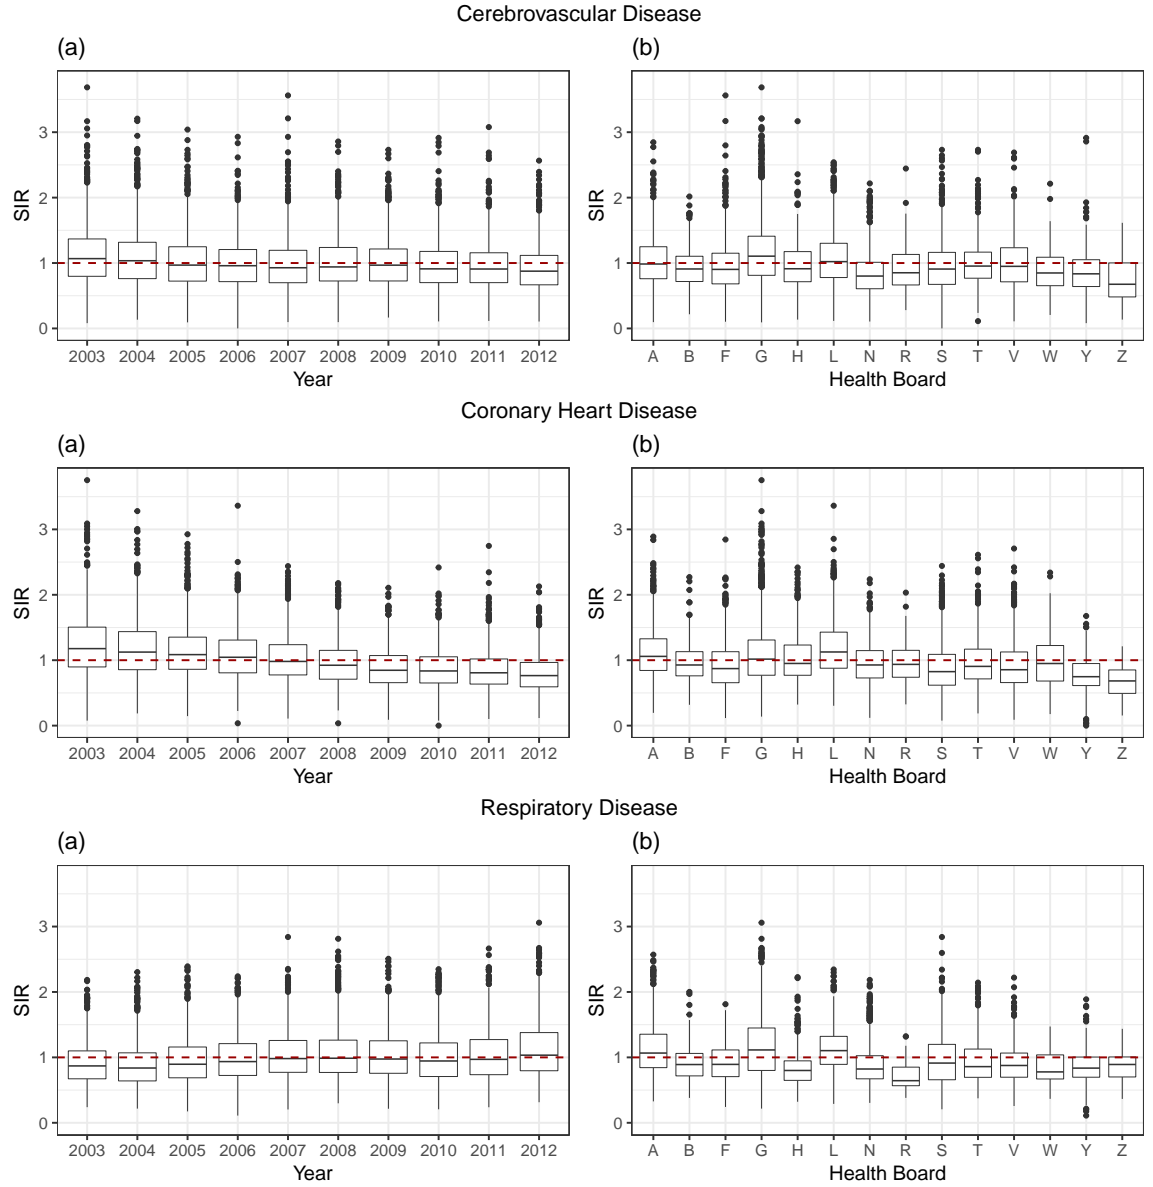 Cerebrovascular Disease
(a) (b)
3 3
2 2
1 1
0 0
SIR SIR
2003 2004 2005 2006 2007 2008 2009 2010 2011 2012 A B F G H L N R S T V W Y Z
Year Health Board
Coronary Heart Disease
(a) (b)
3 3
2 2
1 1
0 0
SIR SIR
2003 2004 2005 2006 2007 2008 2009 2010 2011 2012 A B F G H L N R S T V W Y Z
Year Health Board
Respiratory Disease
(a) (b)
3 3
2 2
1 1
0 0
SIR SIR
2003 2004 2005 2006 2007 2008 2009 2010 2011 2012 A B F G H L N R S T V W Y Z
Year Health Board